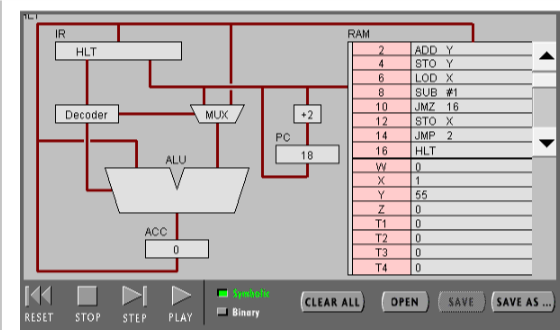 HLT
IR
HLT
Decoder
MUX
+2
PC
18
ALU
ACC
0
RAM
2 ADD Y
4 STO Y
6 LOD X
8 SUB #1
10 JMZ 16
12 STO X
14 JMP 2
16 HLT
W 0
X 1
Y 55
Z 0
T1 0
T2 0
T3 0
T4 0
RESET STOP STEP PLAY
Symbolic
Binary
CLEAR ALL OPEN SAVE SAVE AS ...